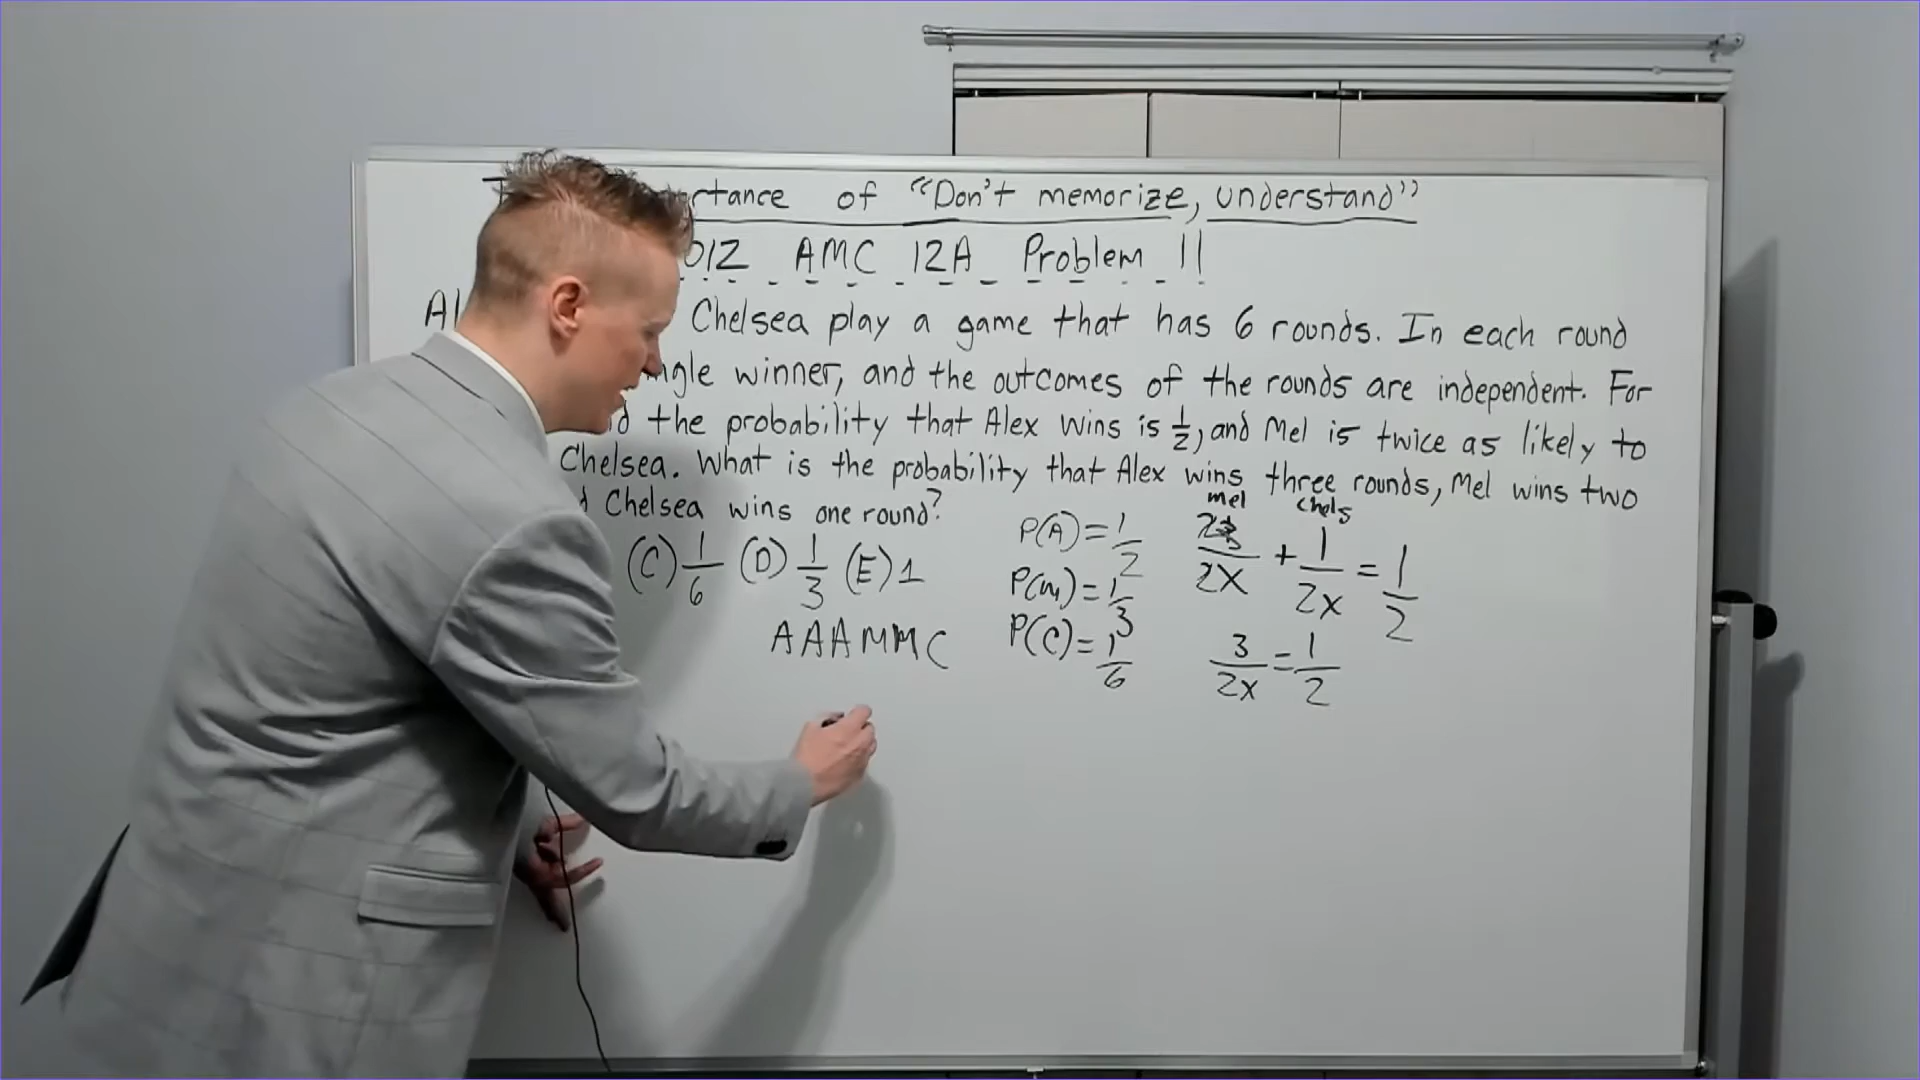 of "Don't memorize, understand"
AMC 12A Problem 11
Chelsea play a game that has 6 rounds. In each round
winner, and the outcomes of the rounds are independent. For
the probability that Alex wins is 1/2, and Mel is twice as likely to
Chelsea. What is the probability that Alex wins three rounds, Mel wins two
Chelsea wins one round?
(C) 1/6 (D) 1/3 (E) 1
AAAMMC
P(A)=1/2
P(m)=1/3
P(C)=1/6
mel chels
/2X + 1/2X = 1/2
3/2X = 1/2